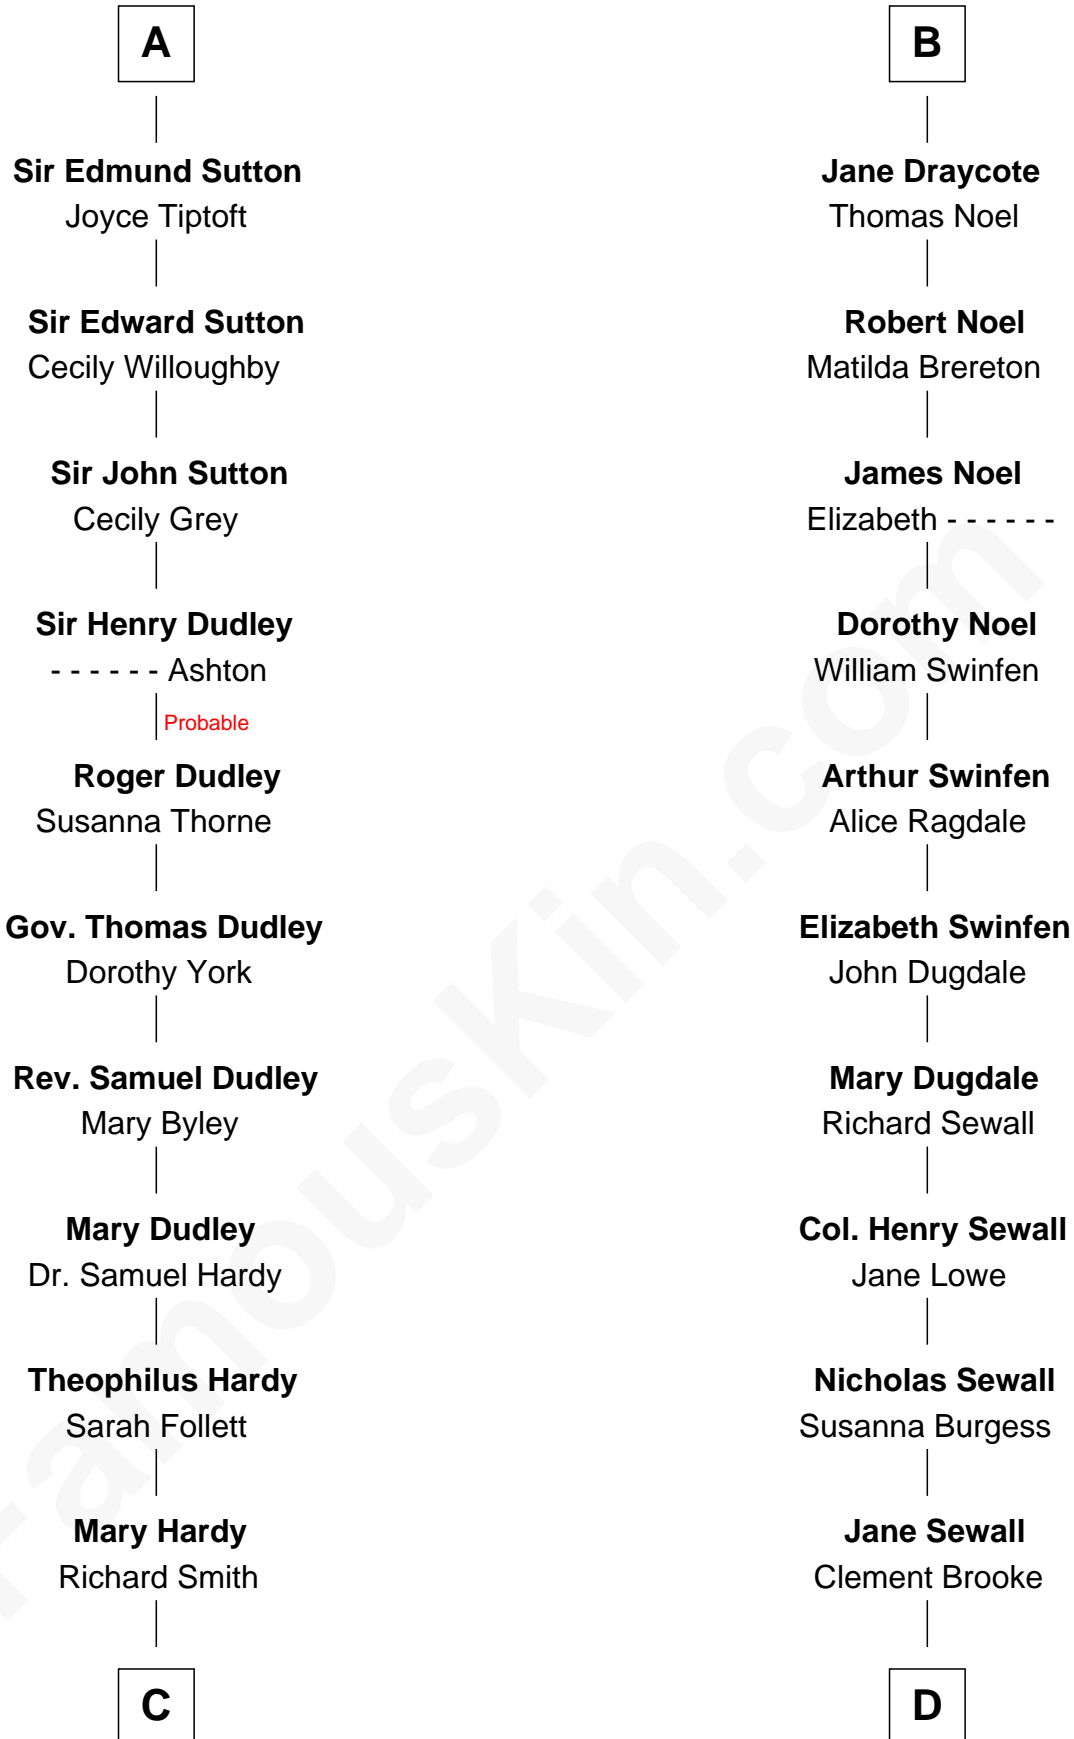 A
Sir Edmund Sutton
Joyce Tiptoft
Sir Edward Sutton
Cecily Willoughby
Sir John Sutton
Cecily Grey
Sir Henry Dudley
- - - - - - Ashton
Probable
Roger Dudley
Susanna Thorne
Gov. Thomas Dudley
Dorothy York
Rev. Samuel Dudley
Mary Byley
Mary Dudley
Dr. Samuel Hardy
Theophilus Hardy
Sarah Follett
Mary Hardy
Richard Smith
C
B
Jane Draycote
Thomas Noel
Robert Noel
Matilda Brereton
James Noel
Elizabeth - - - - - -
Dorothy Noel
William Swinfen
Arthur Swinfen
Alice Ragdale
Elizabeth Swinfen
John Dugdale
Mary Dugdale
Richard Sewall
Col. Henry Sewall
Jane Lowe
Nicholas Sewall
Susanna Burgess
Jane Sewall
Clement Brooke
D
FamousKin.com